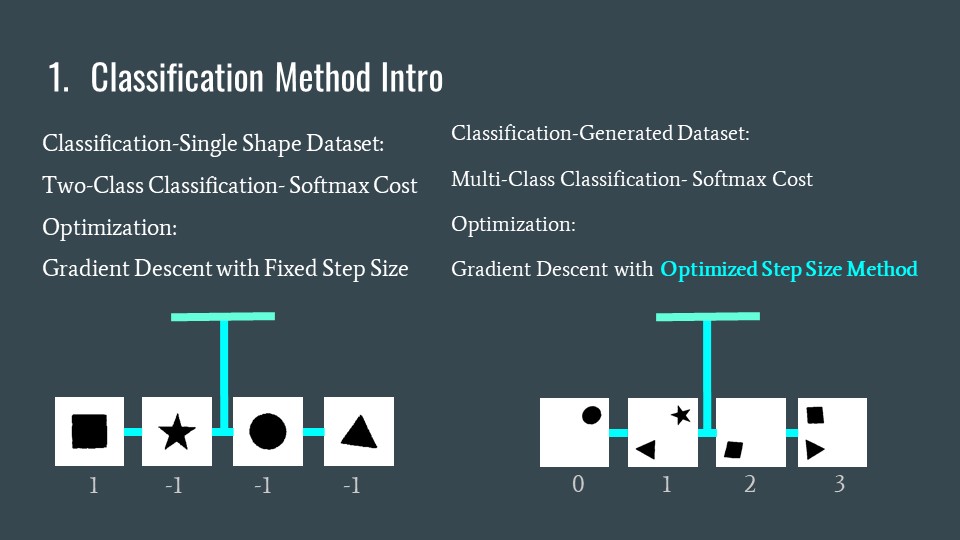 1. Classification Method Intro
Classification-Single Shape Dataset:
Two-Class Classification- Softmax Cost
Optimization:
Gradient Descent with Fixed Step Size
Classification-Generated Dataset:
Multi-Class Classification- Softmax Cost
Optimization:
Gradient Descent with Optimized Step Size Method
1 -1 -1 -1
0 1 2 3